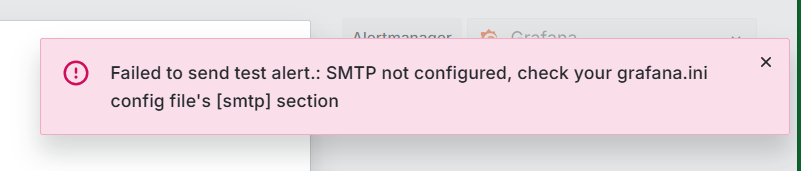 Alertmanager
Grafana
Failed to send test alert.: SMTP not configured, check your grafana.ini
config file's [smtp] section